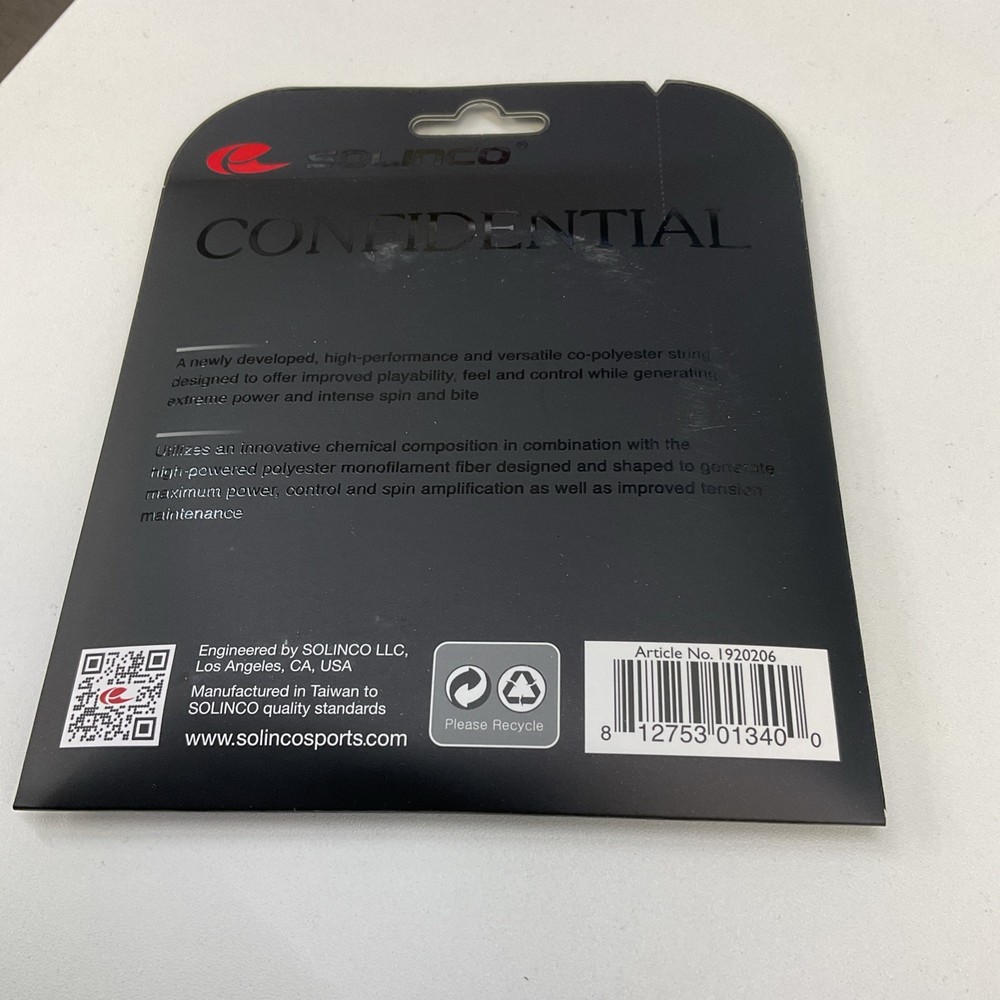 SOLINCO®
CONFIDENTIAL
A newly developed, high-performance and versatile co-polyester string
designed to offer improved playability, feel and control while generating
extreme power and intense spin and bite
Utilizes an innovative chemical composition in combination with the
high-powered polyester monofilament fiber designed and shaped to generate
maximum power, control and spin amplification as well as improved tension
maintenance
Engineered by SOLINCO LLC,
Los Angeles, CA, USA
Manufactured in Taiwan to
SOLINCO quality standards
www.solincosports.com
Please Recycle
Article No. 1920206
8 12753 01340 0